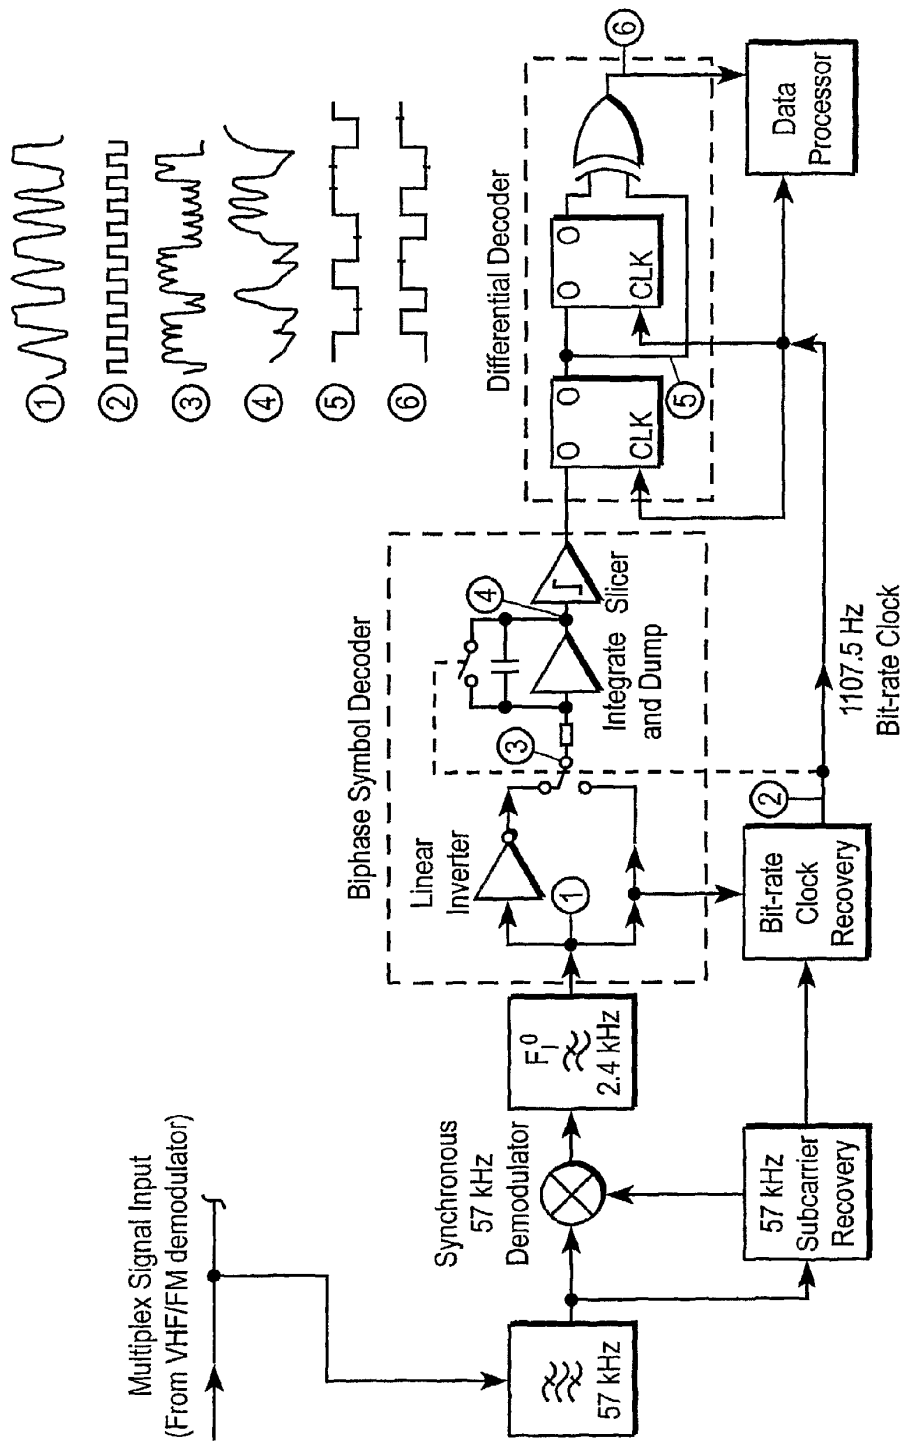 Multiplex Signal Input
(From VHF/FM demodulator)
57 kHz
Synchronous
57 kHz
Demodulator
57 kHz
Subcarrier
Recovery
F 0
I
2.4 kHz
Biphase Symbol Decoder
Linear
Inverter
1
Bit-rate
Clock
Recovery
2
3
4
Integrate
and Dump
Slicer
1107.5 Hz
Bit-rate Clock
Differential Decoder
O O
CLK
5
O O
CLK
6
Data
Processor
1
2
3
4
5
6